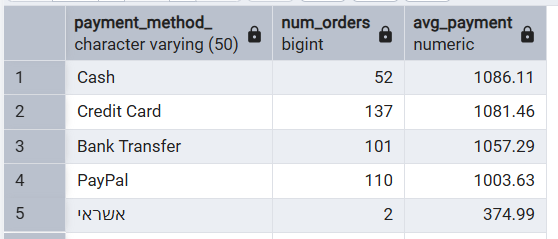 payment_method_ num_orders avg_payment
character varying (50) bigint numeric
1 Cash 52 1086.11
2 Credit Card 137 1081.46
3 Bank Transfer 101 1057.29
4 PayPal 110 1003.63
5 אשראי 2 374.99